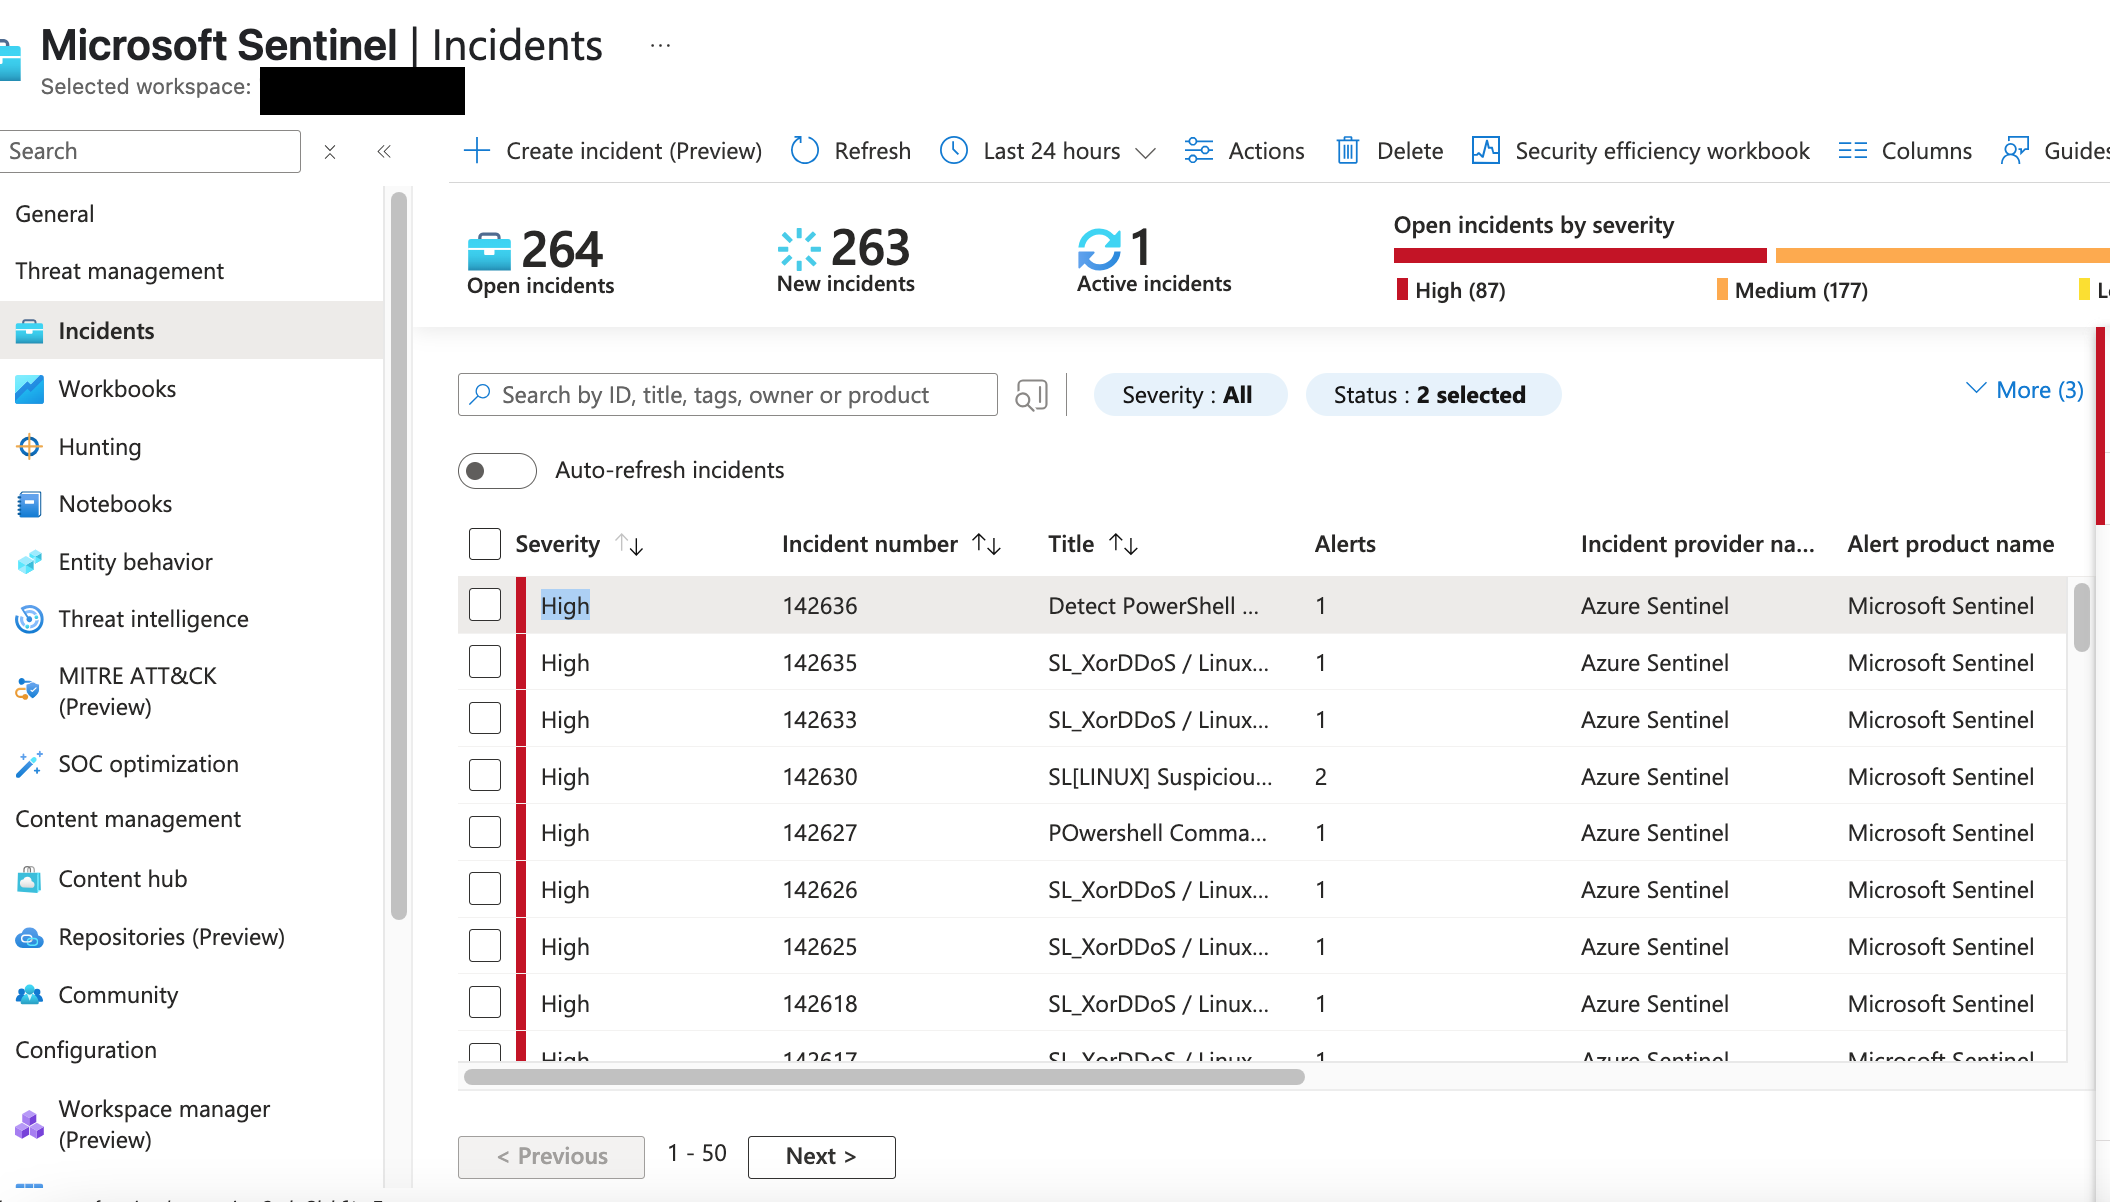 Microsoft Sentinel | Incidents ...
Selected workspace:
Search
Create incident (Preview) Refresh Last 24 hours Actions Delete Security efficiency workbook Columns Guides
General
Threat management
Incidents
Workbooks
Hunting
Notebooks
Entity behavior
Threat intelligence
MITRE ATT&CK
(Preview)
SOC optimization
Content management
Content hub
Repositories (Preview)
Community
Configuration
Workspace manager
(Preview)
264
Open incidents
263
New incidents
1
Active incidents
Open incidents by severity
High (87) Medium (177)
Search by ID, title, tags, owner or product Severity : All Status : 2 selected More (3)
Auto-refresh incidents
Severity Incident number Title Alerts Incident provider na... Alert product name
High 142636 Detect PowerShell ... 1 Azure Sentinel Microsoft Sentinel
High 142635 SL_XorDDoS / Linux... 1 Azure Sentinel Microsoft Sentinel
High 142633 SL_XorDDoS / Linux... 1 Azure Sentinel Microsoft Sentinel
High 142630 SL[LINUX] Suspiciou... 2 Azure Sentinel Microsoft Sentinel
High 142627 POwershell Comma... 1 Azure Sentinel Microsoft Sentinel
High 142626 SL_XorDDoS / Linux... 1 Azure Sentinel Microsoft Sentinel
High 142625 SL_XorDDoS / Linux... 1 Azure Sentinel Microsoft Sentinel
High 142618 SL_XorDDoS / Linux... 1 Azure Sentinel Microsoft Sentinel
High 142617 SL_XorDDoS / Linux... 1 Azure Sentinel Microsoft Sentinel
< Previous 1 - 50 Next >